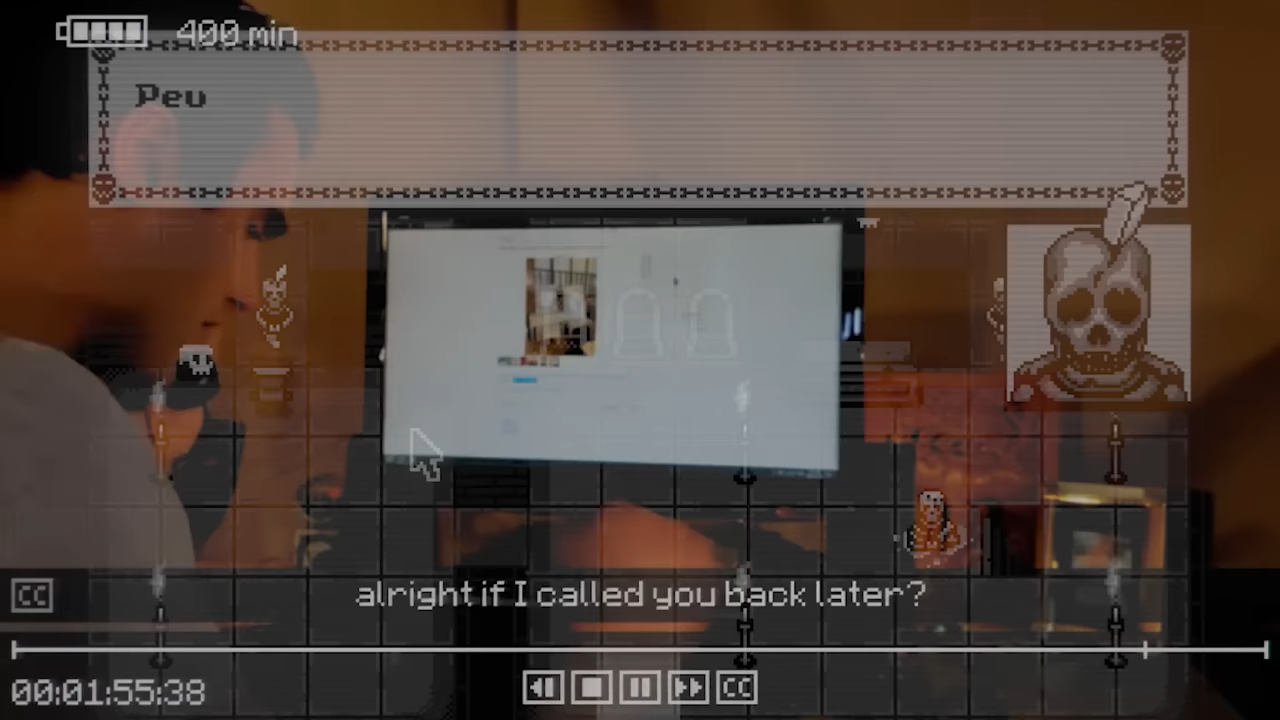 400 min
Peu
CC
alright if I called you back later?
00:01:55:38
CC